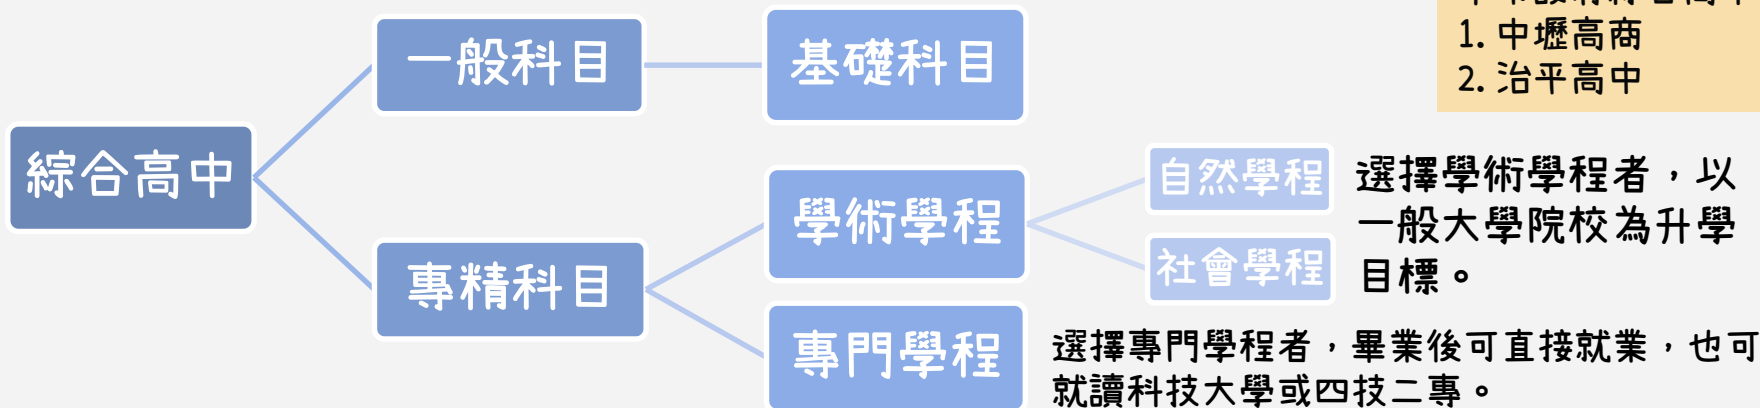 綜合高中
一般科目
基礎科目
專精科目
學術學程
自然學程
社會學程
選擇學術學程者，以
一般大學院校為升學
目標。
專門學程
選擇專門學程者，畢業後可直接就業，也可
就讀科技大學或四技二專。
1. 中壢高商
2. 治平高中